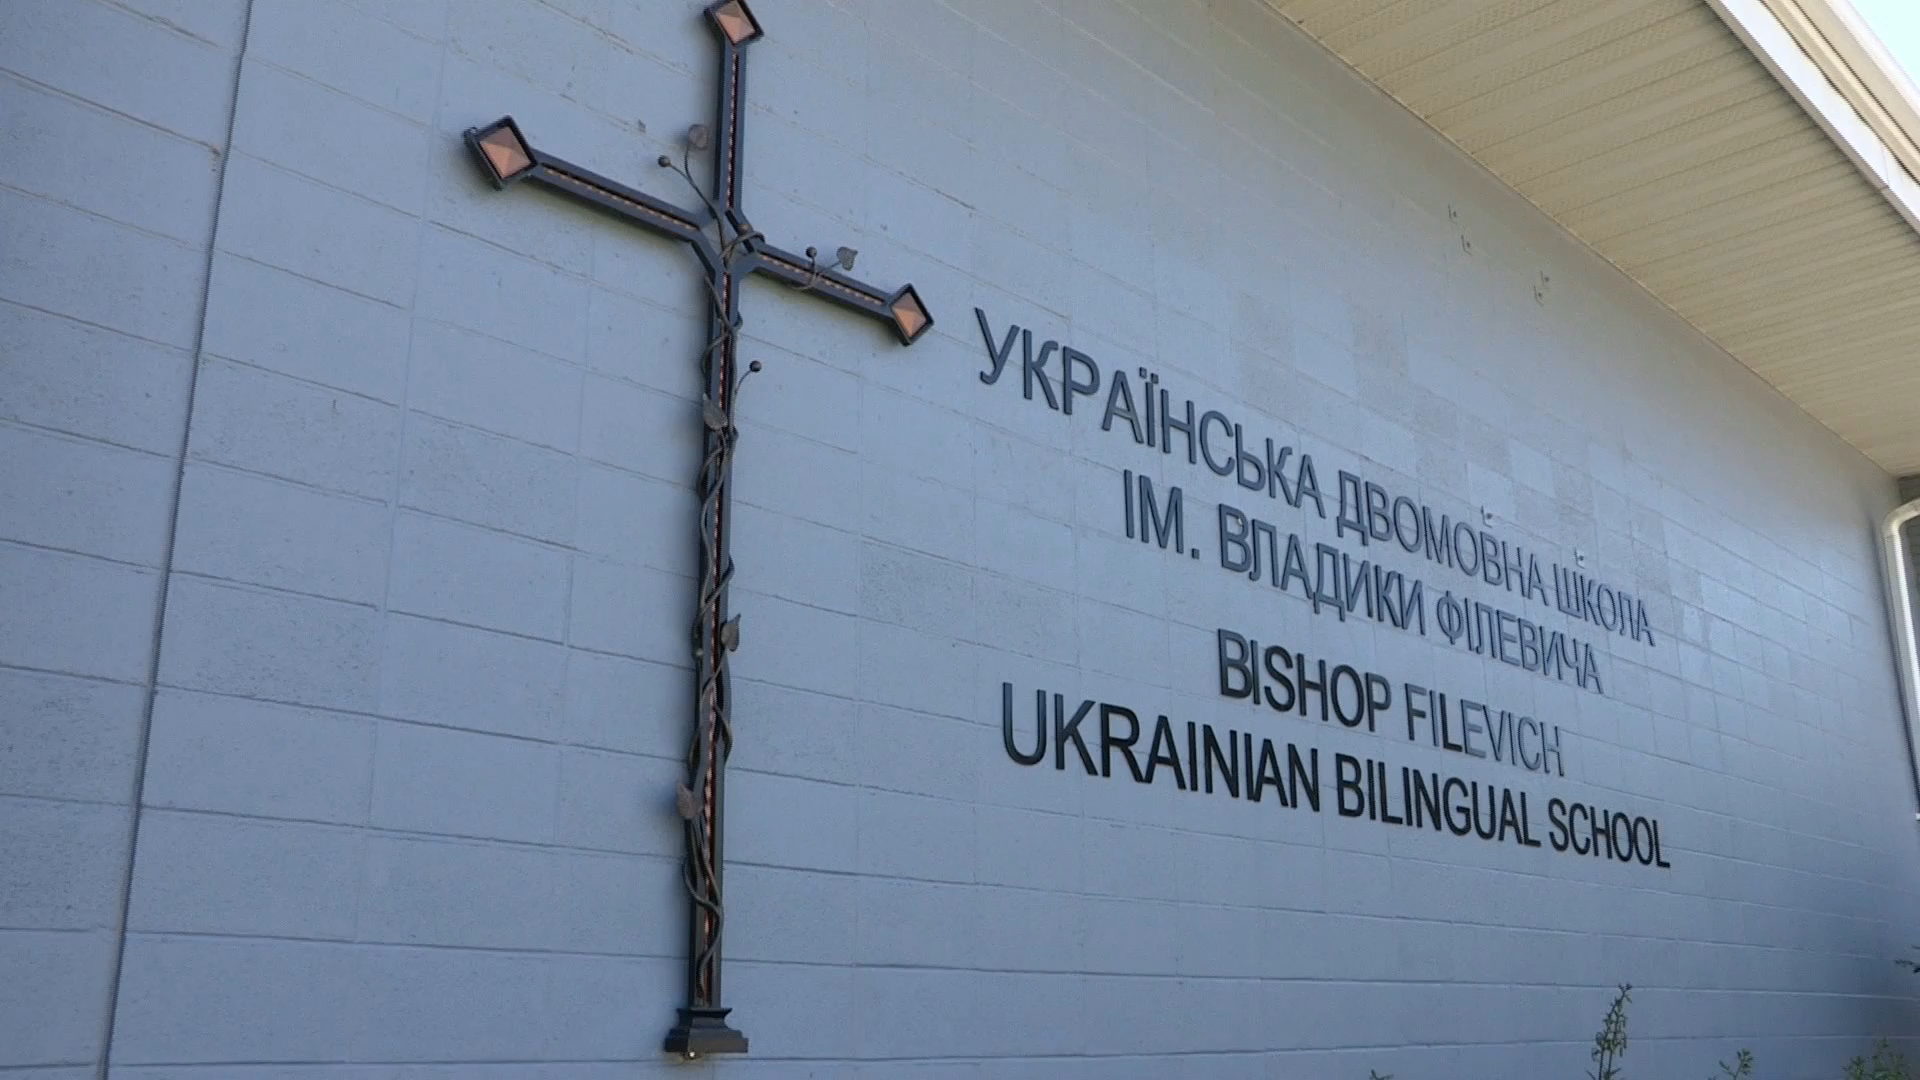 УКРАЇНСЬКА ДВОМОВНА ШКОЛА
ІМ. ВЛАДИКИ ФІЛЕВИЧА
BISHOP FILEVICH
UKRAINIAN BILINGUAL SCHOOL